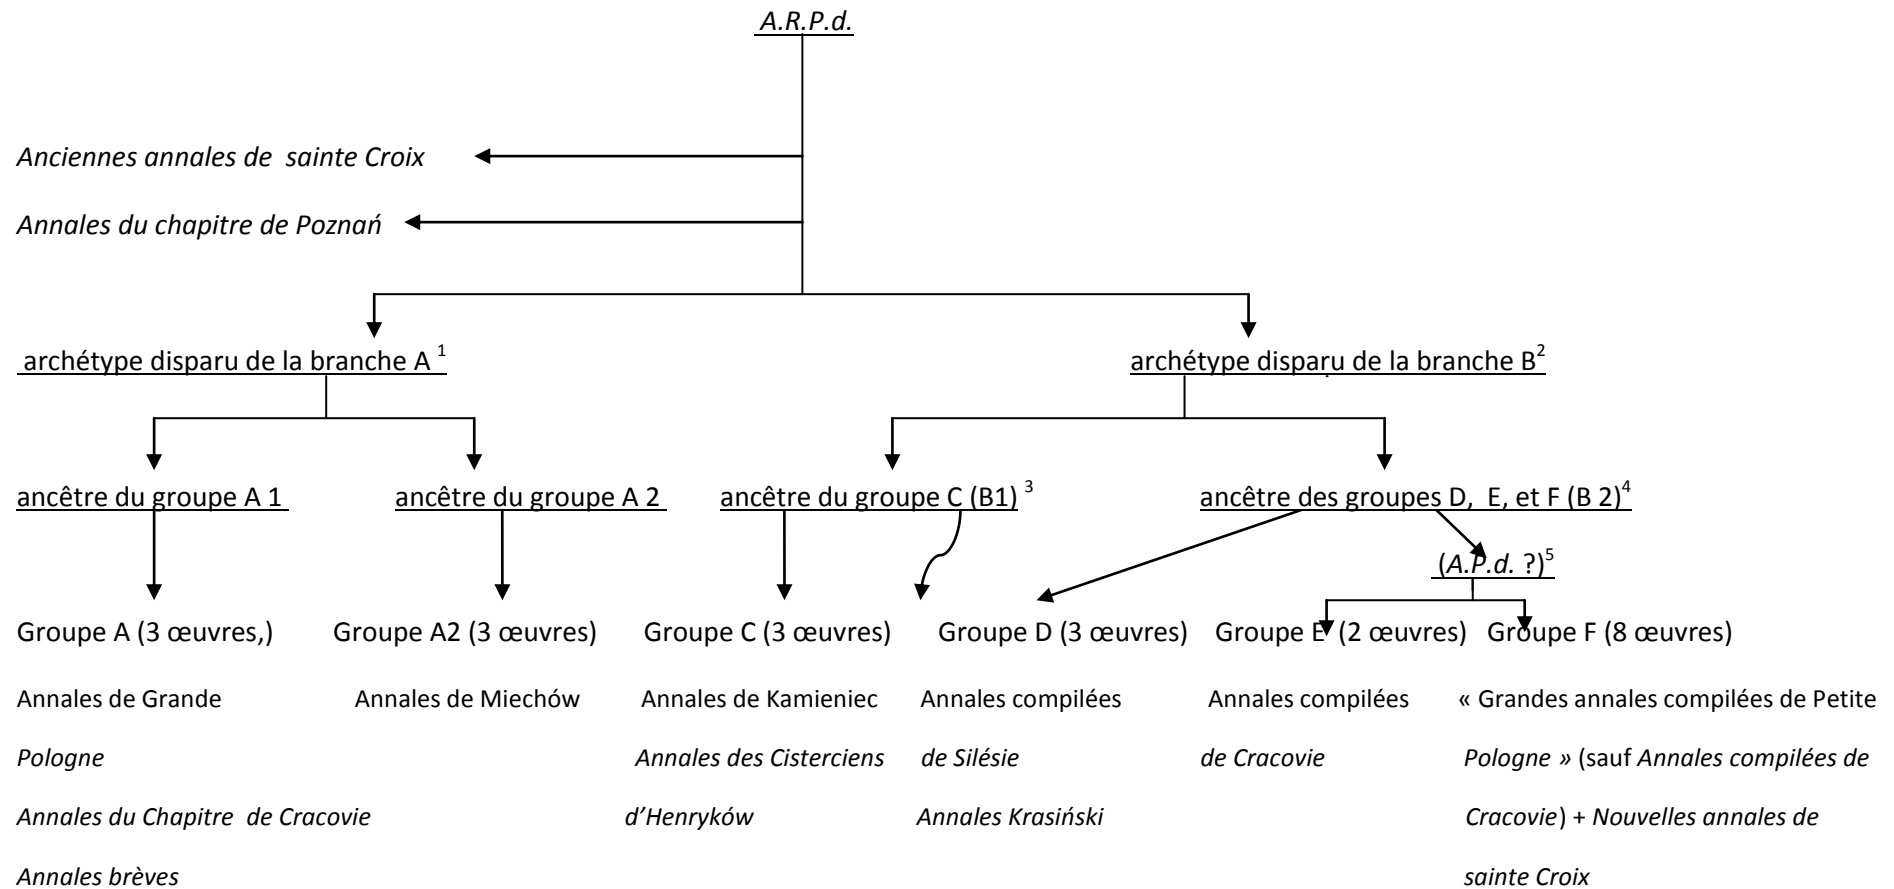 A.R.P.d.
Anciennes annales de sainte Croix
Annales du chapitre de Poznań
archétype disparu de la branche A 1
archétype disparu de la branche B2
ancêtre du groupe A 1
ancêtre du groupe A 2
ancêtre du groupe C (B1) 3
ancêtre des groupes D, E, et F (B 2)4
(A.P.d. ?)5
Groupe A (3 œuvres,)
Groupe A2 (3 œuvres)
Groupe C (3 œuvres)
Groupe D (3 œuvres)
Groupe E (2 œuvres)
Groupe F (8 œuvres)
Annales de Grande
Pologne
Annales du Chapitre de Cracovie
Annales brèves
Annales de Miechów
Annales de Kamieniec
Annales des Cisterciens
d’Henryków
Annales compilées
de Silésie
Annales Krasiński
Annales compilées
de Cracovie
« Grandes annales compilées de Petite
Pologne » (sauf Annales compilées de
Cracovie) + Nouvelles annales de
sainte Croix